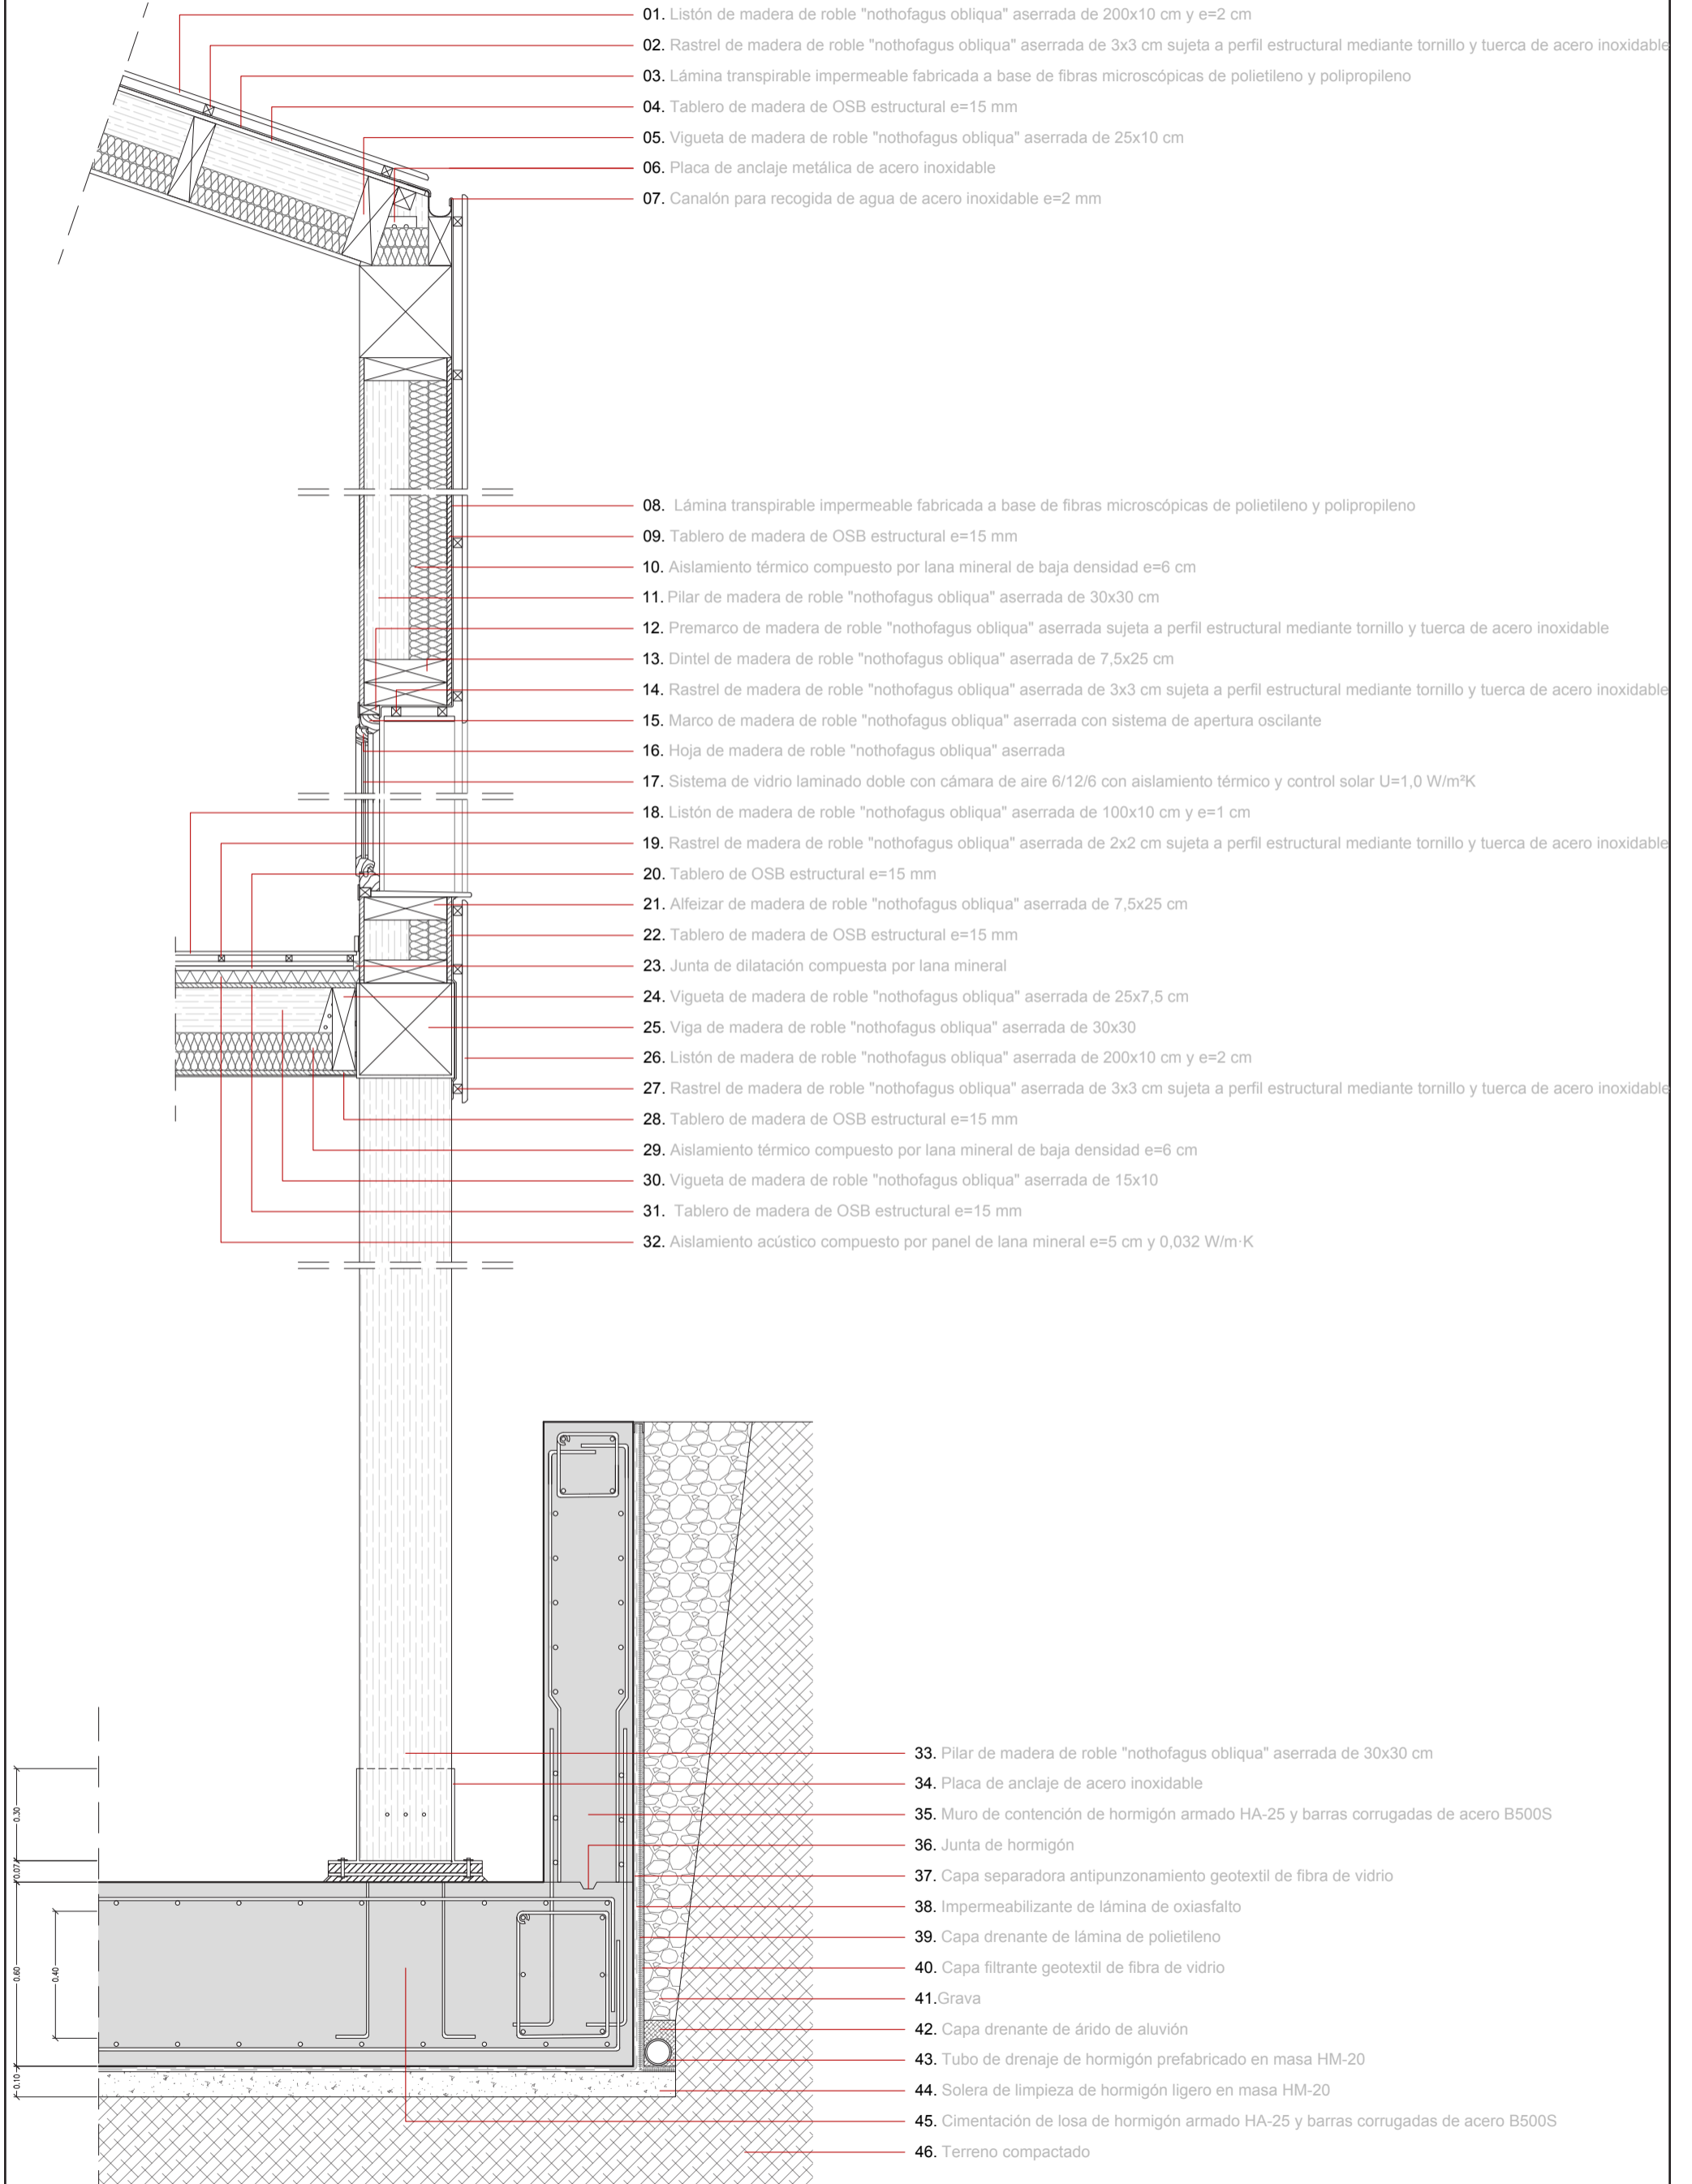 01. Listón de madera de roble "nothofagus obliqua" aserrada de 200x10 cm y e=2 cm
02. Rastrel de madera de roble "nothofagus obliqua" aserrada de 3x3 cm sujeta a perfil estructural mediante tornillo y tuerca de acero inoxidable
03. Lámina transpirable impermeable fabricada a base de fibras microscópicas de polietileno y polipropileno
04. Tablero de madera de OSB estructural e=15 mm
05. Vigueta de madera de roble "nothofagus obliqua" aserrada de 25x10 cm
06. Placa de anclaje metálica de acero inoxidable
07. Canalón para recogida de agua de acero inoxidable e=2 mm
08. Lámina transpirable impermeable fabricada a base de fibras microscópicas de polietileno y polipropileno
09. Tablero de madera de OSB estructural e=15 mm
10. Aislamiento térmico compuesto por lana mineral de baja densidad e=6 cm
11. Pilar de madera de roble "nothofagus obliqua" aserrada de 30x30 cm
12. Premarco de madera de roble "nothofagus obliqua" aserrada sujeta a perfil estructural mediante tornillo y tuerca de acero inoxidable
13. Dintel de madera de roble "nothofagus obliqua" aserrada de 7,5x25 cm
14. Rastrel de madera de roble "nothofagus obliqua" aserrada de 3x3 cm sujeta a perfil estructural mediante tornillo y tuerca de acero inoxidable
15. Marco de madera de roble "nothofagus obliqua" aserrada con sistema de apertura oscilante
16. Hoja de madera de roble "nothofagus obliqua" aserrada
17. Sistema de vidrio laminado doble con cámara de aire 6/12/6 con aislamiento térmico y control solar U=1,0 W/m²K
18. Listón de madera de roble "nothofagus obliqua" aserrada de 100x10 cm y e=1 cm
19. Rastrel de madera de roble "nothofagus obliqua" aserrada de 2x2 cm sujeta a perfil estructural mediante tornillo y tuerca de acero inoxidable
20. Tablero de OSB estructural e=15 mm
21. Alfeizar de madera de roble "nothofagus obliqua" aserrada de 7,5x25 cm
22. Tablero de madera de OSB estructural e=15 mm
23. Junta de dilatación compuesta por lana mineral
24. Vigueta de madera de roble "nothofagus obliqua" aserrada de 25x7,5 cm
25. Viga de madera de roble "nothofagus obliqua" aserrada de 30x30
26. Listón de madera de roble "nothofagus obliqua" aserrada de 200x10 cm y e=2 cm
27. Rastrel de madera de roble "nothofagus obliqua" aserrada de 3x3 cm sujeta a perfil estructural mediante tornillo y tuerca de acero inoxidable
28. Tablero de madera de OSB estructural e=15 mm
29. Aislamiento térmico compuesto por lana mineral de baja densidad e=6 cm
30. Vigueta de madera de roble "nothofagus obliqua" aserrada de 15x10
31. Tablero de madera de OSB estructural e=15 mm
32. Aislamiento acústico compuesto por panel de lana mineral e=5 cm y 0,032 W/m·K
33. Pilar de madera de roble "nothofagus obliqua" aserrada de 30x30 cm
34. Placa de anclaje de acero inoxidable
35. Muro de contención de hormigón armado HA-25 y barras corrugadas de acero B500S
36. Junta de hormigón
37. Capa separadora antipunzonamiento geotextil de fibra de vidrio
38. Impermeabilizante de lámina de oxiasfalto
39. Capa drenante de lámina de polietileno
40. Capa filtrante geotextil de fibra de vidrio
41.Grava
42. Capa drenante de árido de aluvión
43. Tubo de drenaje de hormigón prefabricado en masa HM-20
44. Solera de limpieza de hormigón ligero en masa HM-20
45. Cimentación de losa de hormigón armado HA-25 y barras corrugadas de acero B500S
46. Terreno compactado
0.30
0.07
0.60
0.40
0.10